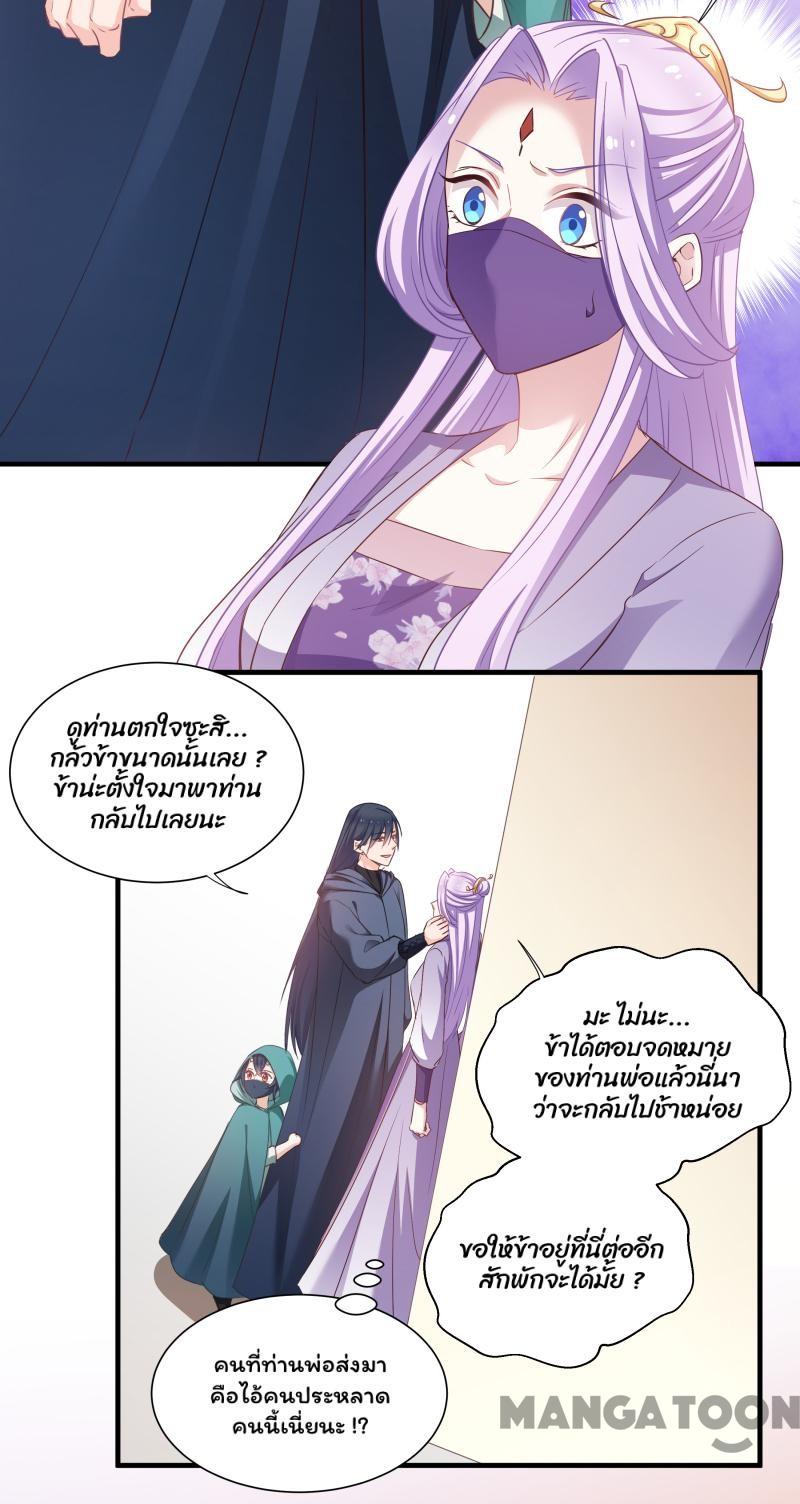 ดูท่านตกใจซะสิ...
กลัวข้าขนาดนั้นเลย ?
ข้าน่ะตั้งใจมาพาท่าน
กลับไปเลยนะ
มะ ไม่นะ...
ข้าได้ตอบจดหมาย
ของท่านพ่อแล้วนี่นา
ว่าจะกลับไปช้าหน่อย
ขอให้ข้าอยู่ที่นี่ต่ออีก
สักพักจะได้มั้ย ?
คนที่ท่านพ่อส่งมา
คือไอ้คนประหลาด
คนนี้เนี่ยนะ !?
MANGATOON